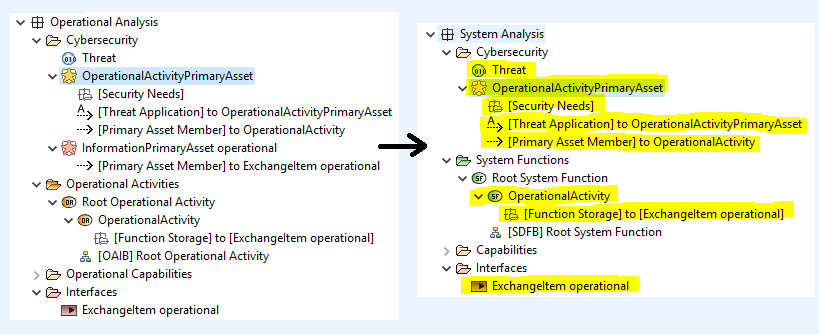 Operational Analysis
Cybersecurity
Threat
OperationalActivityPrimaryAsset
[Security Needs]
[Threat Application] to OperationalActivityPrimaryAsset
[Primary Asset Member] to OperationalActivity
InformationPrimaryAsset operational
[Primary Asset Member] to ExchangeItem operational
Operational Activities
OA Root Operational Activity
OA OperationalActivity
[Function Storage] to [ExchangeItem operational]
[OAIB] Root Operational Activity
Operational Capabilities
Interfaces
ExchangeItem operational
System Analysis
Cybersecurity
Threat
OperationalActivityPrimaryAsset
[Security Needs]
[Threat Application] to OperationalActivityPrimaryAsset
[Primary Asset Member] to OperationalActivity
System Functions
SF Root System Function
SF OperationalActivity
[Function Storage] to [ExchangeItem operational]
[SDFB] Root System Function
Capabilities
Interfaces
ExchangeItem operational